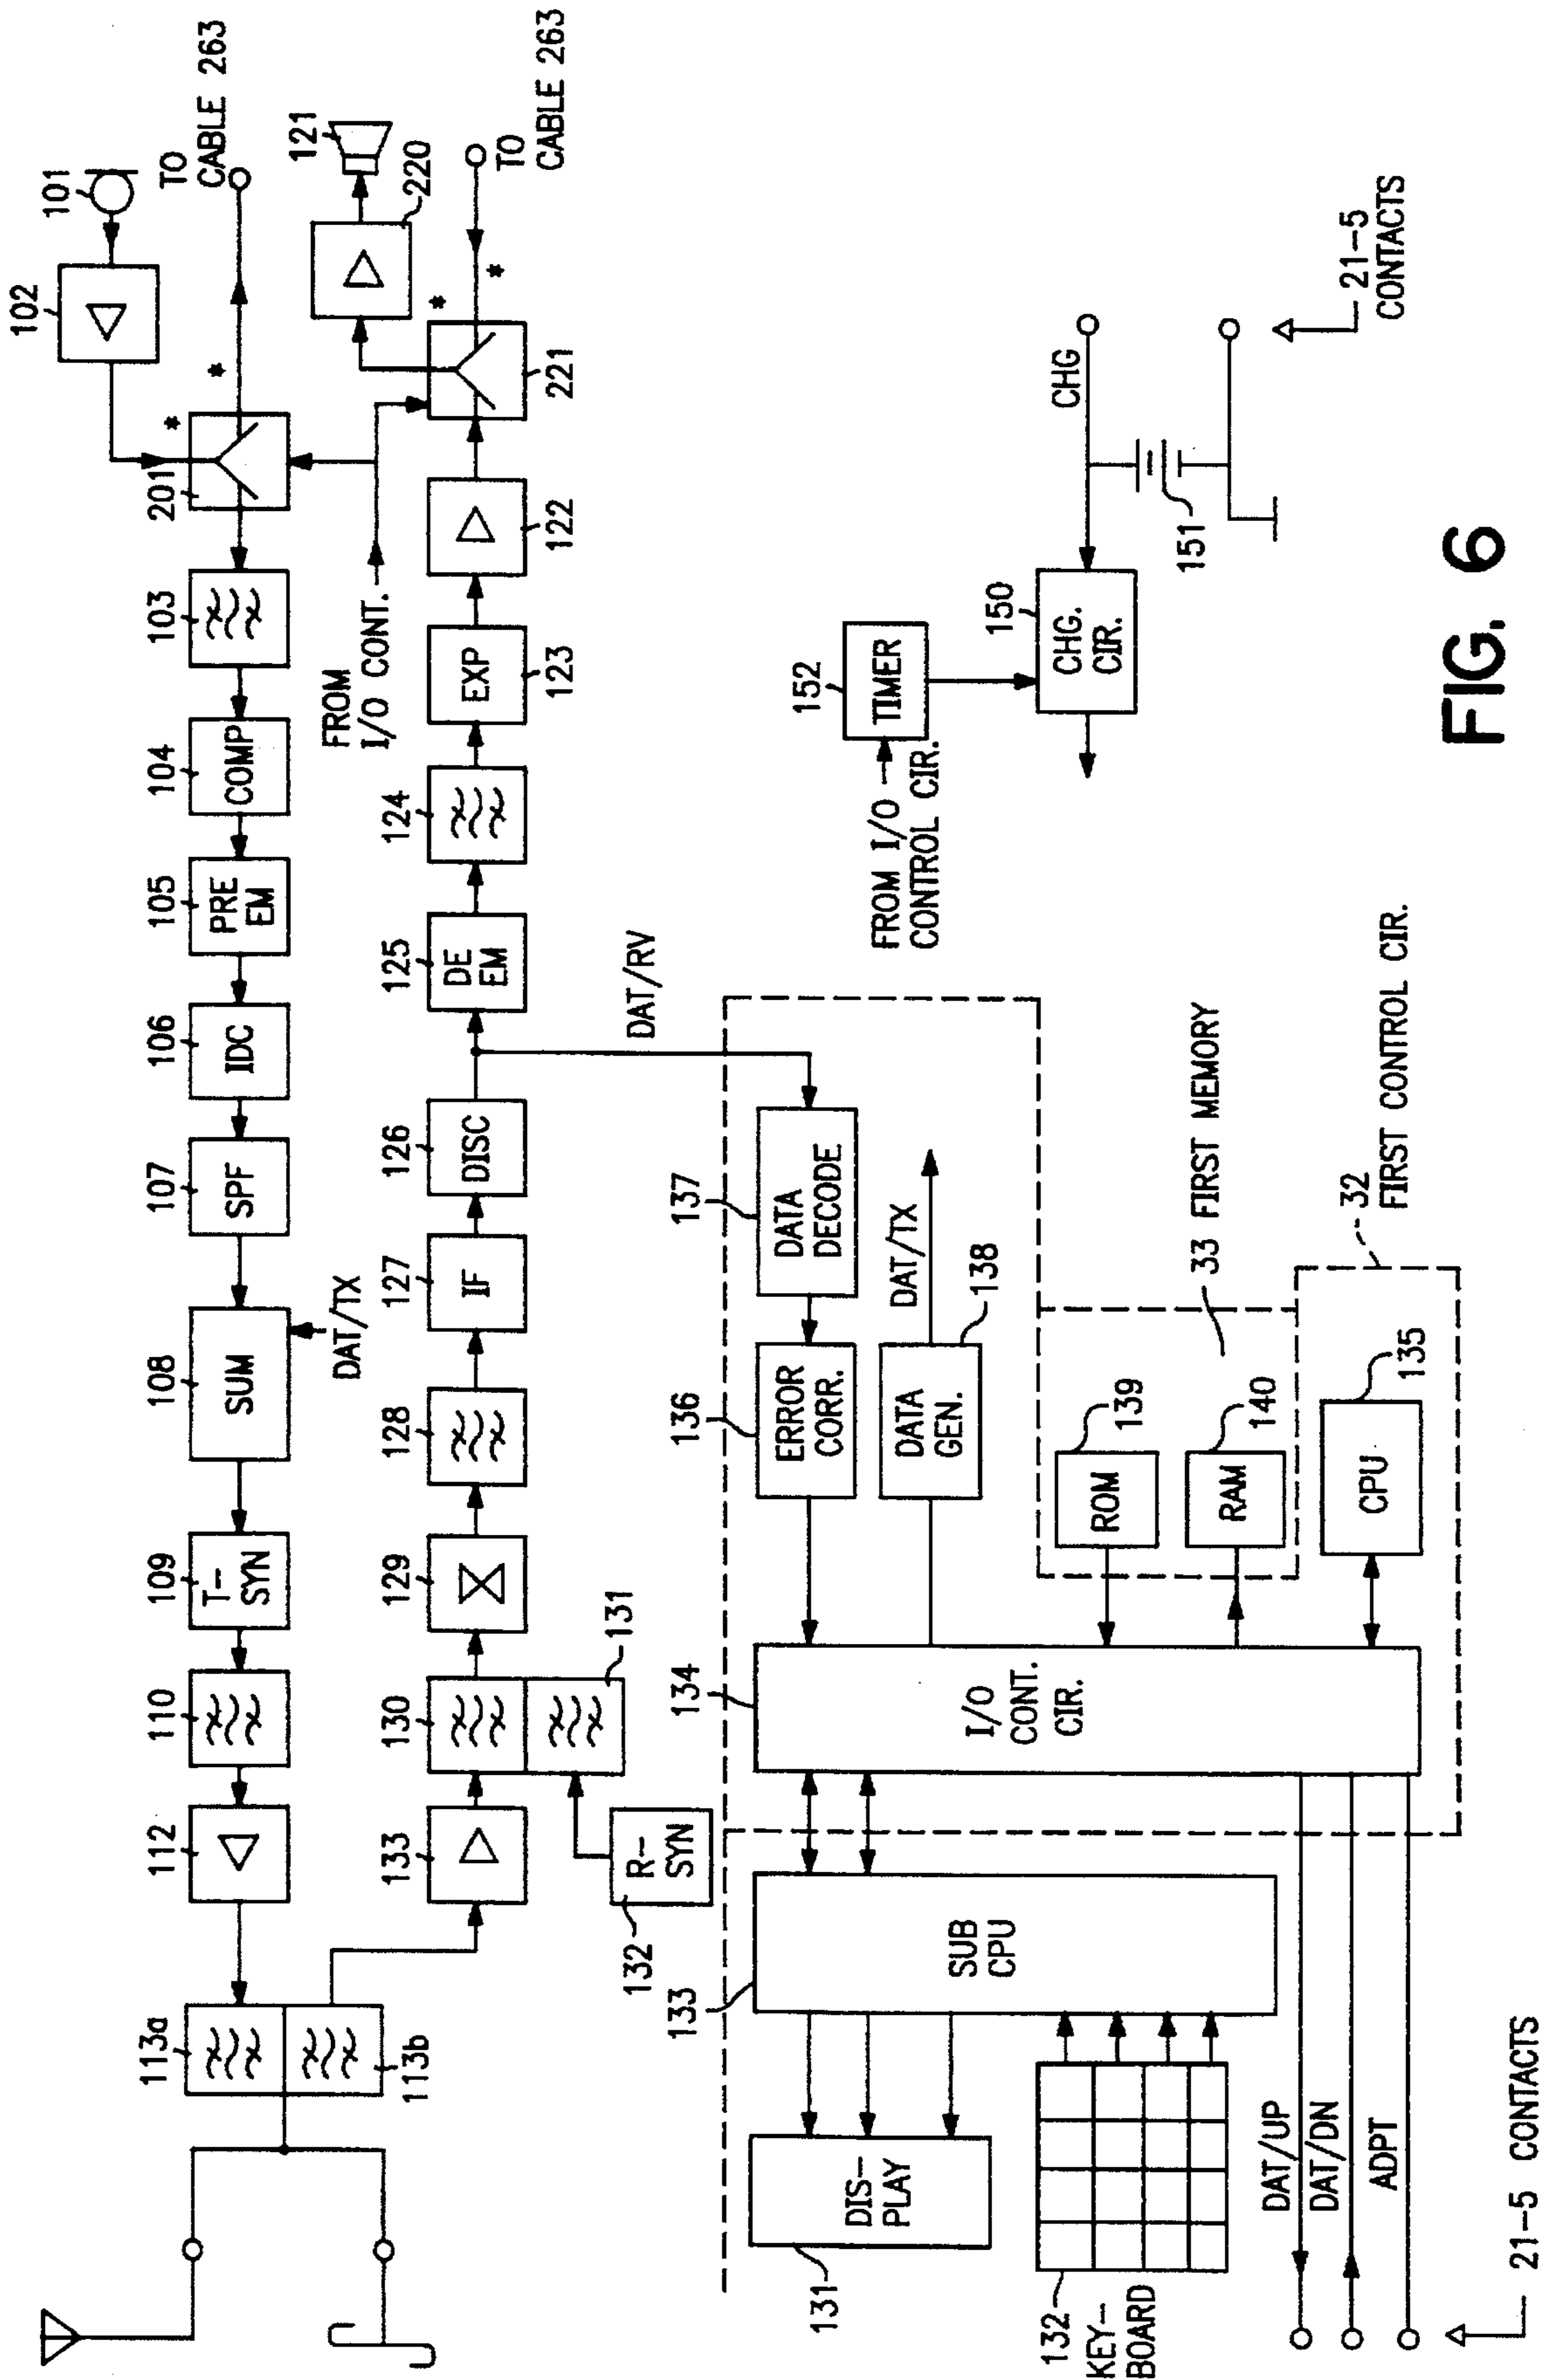 101
102
TO
CABLE 263
*
*
201
103
104
COMP
105
PRE
EM
106
IDC
107
SPF
108
SUM
DAT/TX
109
T-
SYN
110
112
113a
113b
121
220
TO
CABLE 263
*
*
221
FROM
I/O CONT.
122
123
EXP
124
125
DE
EM
126
DISC
127
IF
128
129
130
131
133
132
R-
SYN
DAT/RV
137
DATA
DECODE
136
ERROR
CORR.
DATA
GEN.
138
DAT/TX
134
I/O
CONT.
CIR.
139
ROM
140
RAM
33 FIRST MEMORY
135
CPU
32
FIRST CONTROL CIR.
133
SUB
CPU
131
DIS-
PLAY
132
KEY-
BOARD
DAT/UP
DAT/DN
ADPT
21-5 CONTACTS
152
TIMER
FROM I/O
CONTROL CIR.
150
CHG.
CIR.
CHG
151
21-5
CONTACTS
FIG. 6